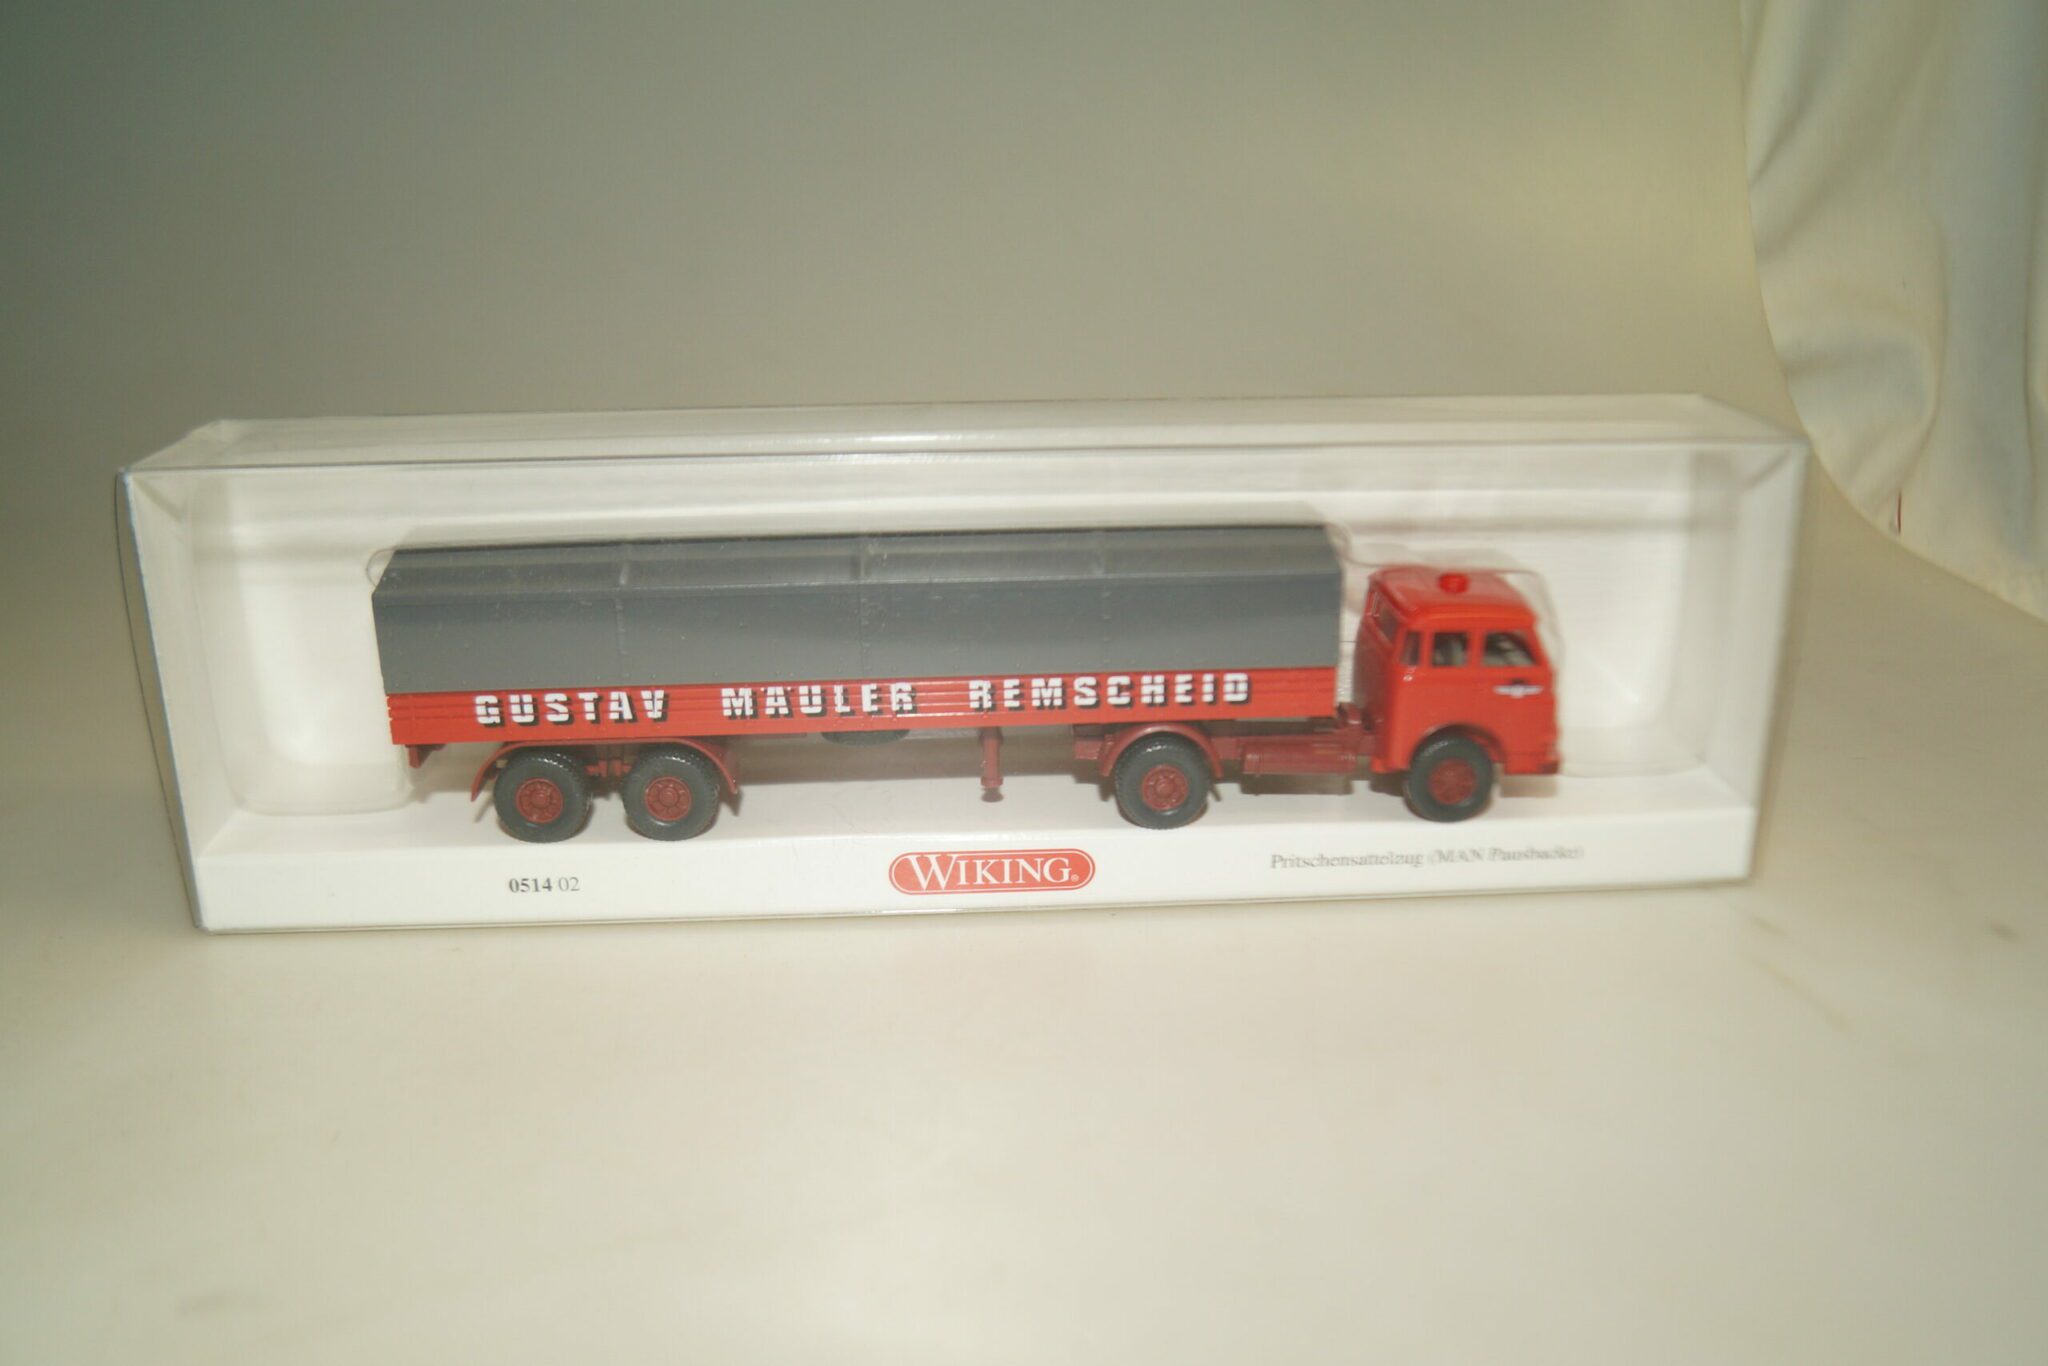 GUSTAV MÄULER REMSCHEID
0514 02
WIKING®
Pritschensattelzug (MAN Pausbacke)